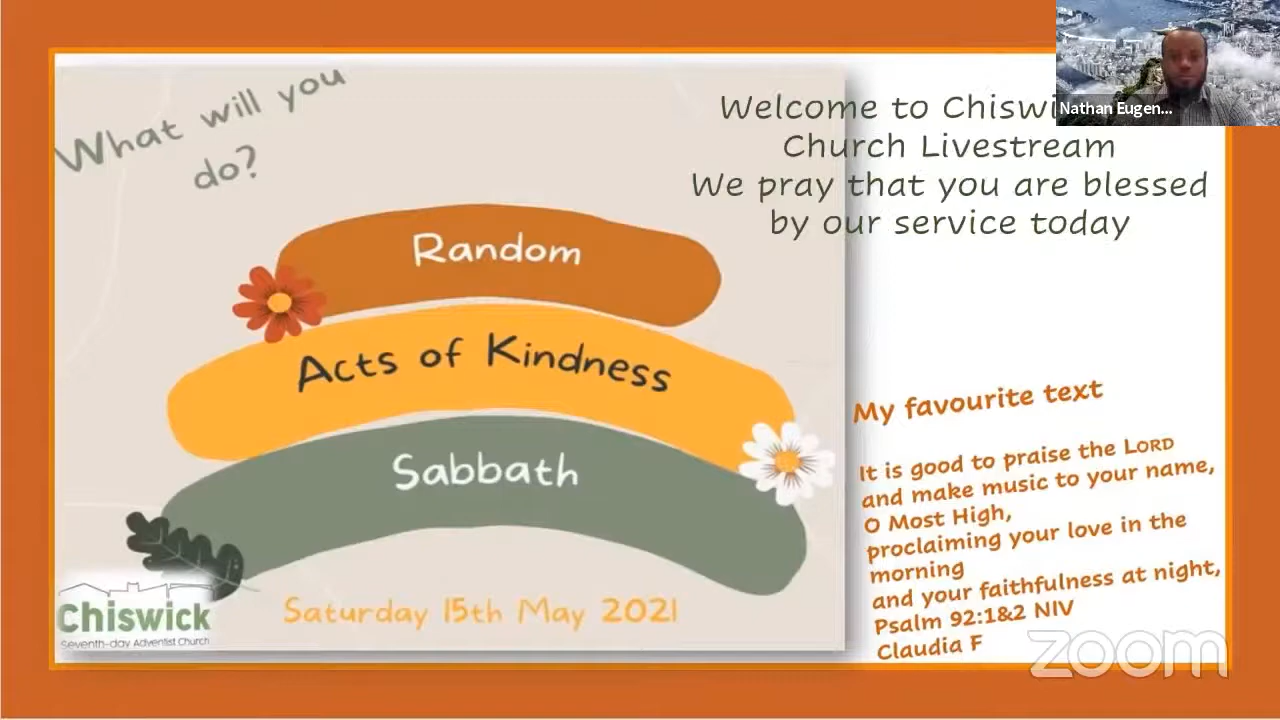 What will you
do?
Random
Acts of Kindness
Sabbath
Saturday 15th May 2021
Chiswick
Seventh-day Adventist Church
Welcome to
Church Livestream
We pray that you are blessed
by our service today
Nathan Eugen...
My favourite text
It is good to praise the LORD
and make music to your name,
O Most High,
proclaiming your love in the
morning
and your faithfulness at night,
Psalm 92:1&2 NIV
Claudia F
zoom